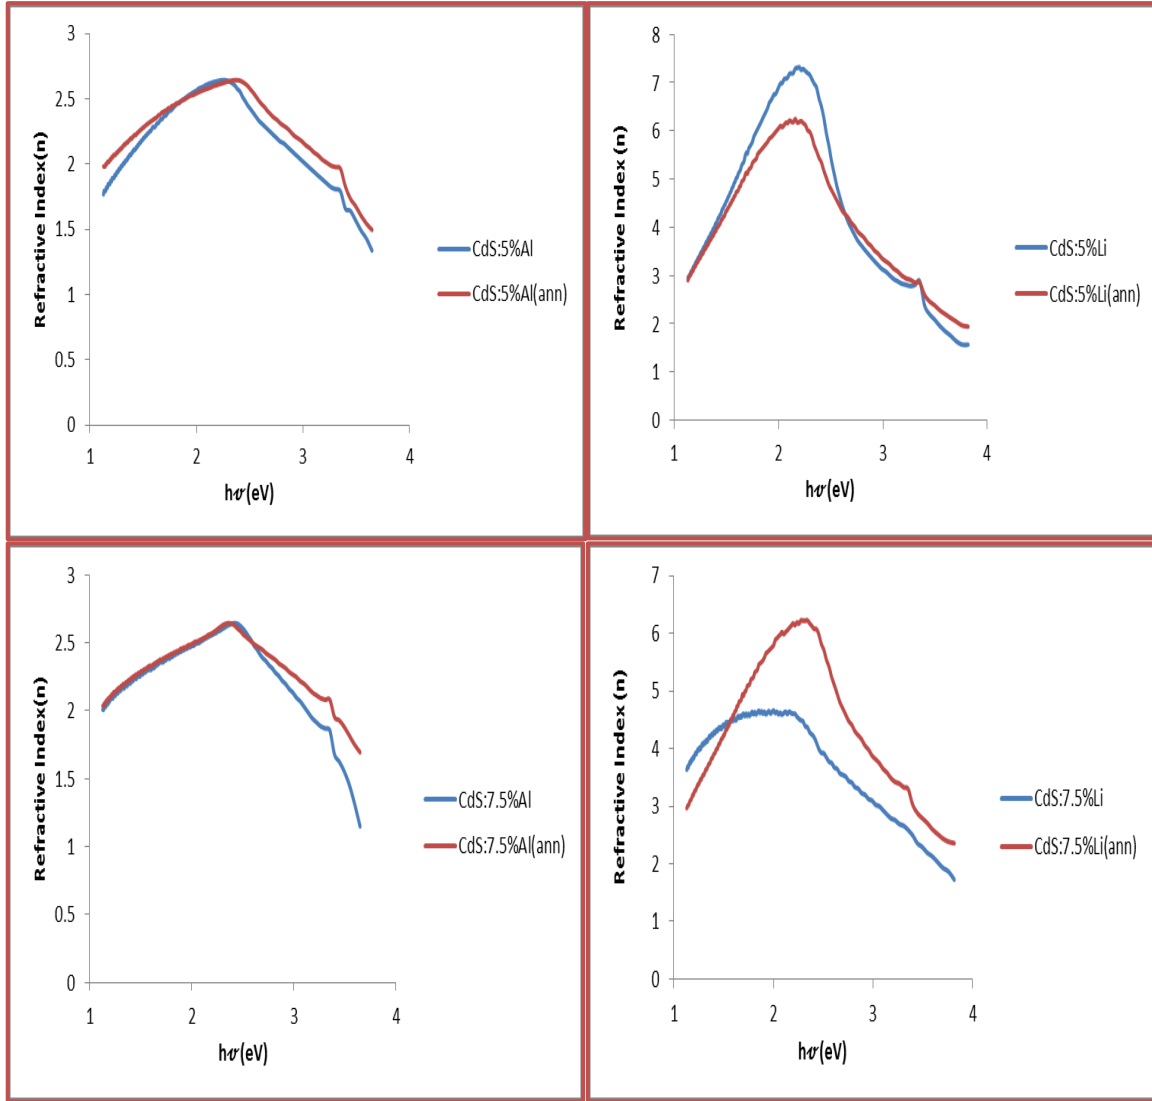 3
2.5
2
1.5
1
0.5
0
1 2 3 4
Refractive Index(n)
hν(eV)
CdS:5%Al
CdS:5%Al(ann)
8
7
6
5
4
3
2
1
0
1 2 3 4
Refractive Index (n)
hν(eV)
CdS:5%Li
CdS:5%Li(ann)
3
2.5
2
1.5
1
0.5
0
1 2 3 4
Refractive Index(n)
hν(eV)
CdS:7.5%Al
CdS:7.5%Al(ann)
7
6
5
4
3
2
1
0
1 2 3 4
Refractive Index (n)
hν(eV)
CdS:7.5%Li
CdS:7.5%Li(ann)